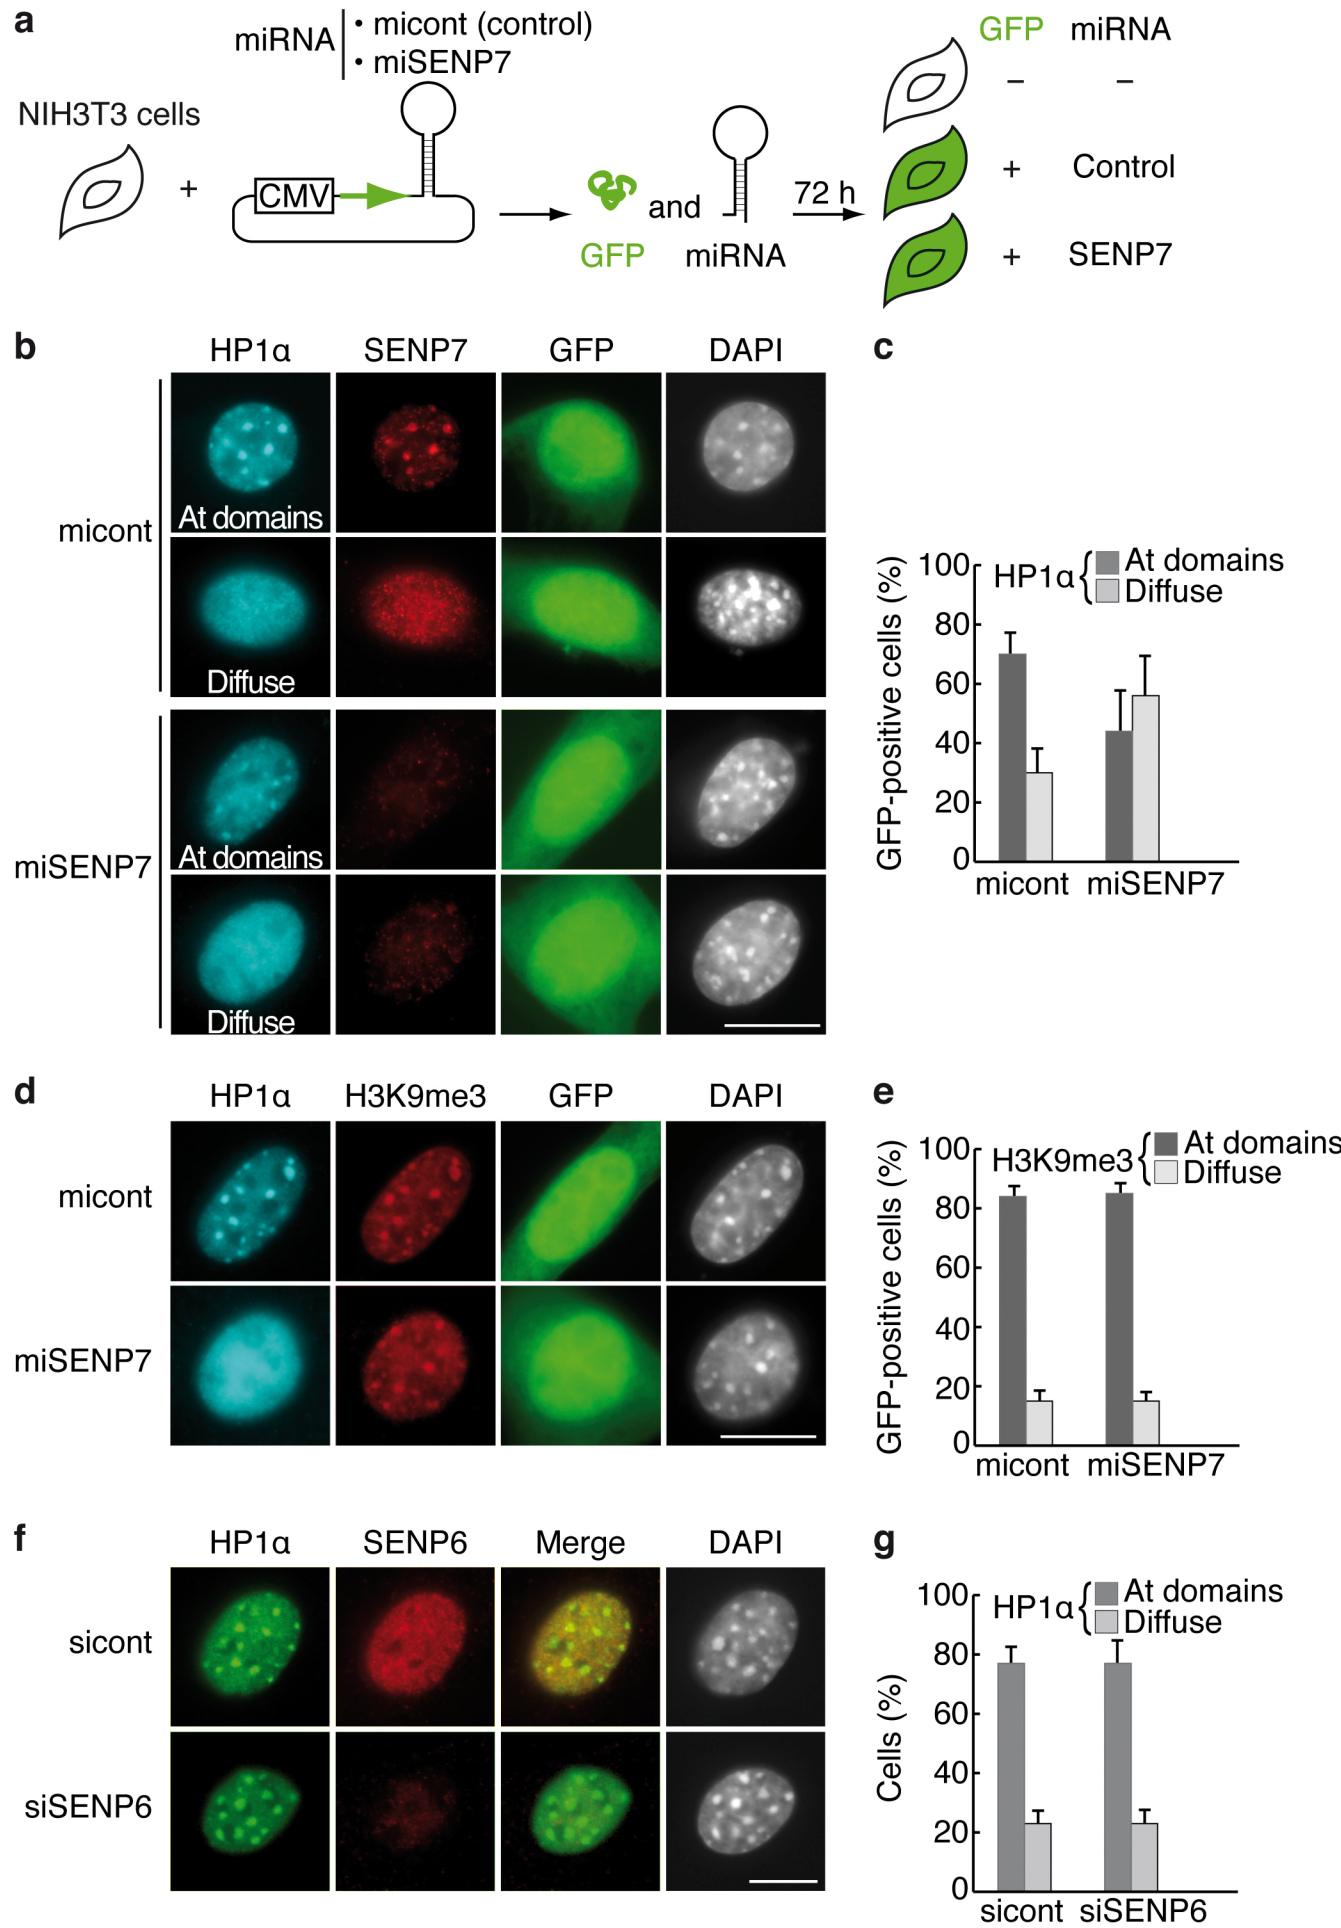 a
miRNA
• micont (control)
• miSENP7
GFP miRNA
NIH3T3 cells
+
CMV
GFP
and
miRNA
72 h
– –
+ Control
+ SENP7
b
HP1α SENP7 GFP DAPI
micont
At domains
Diffuse
miSENP7
At domains
Diffuse
c
GFP-positive cells (%)
100
80
60
40
20
0
HP1α
At domains
Diffuse
micont miSENP7
d
HP1α H3K9me3 GFP DAPI
micont
miSENP7
e
GFP-positive cells (%)
100
80
60
40
20
0
H3K9me3
At domains
Diffuse
micont miSENP7
f
HP1α SENP6 Merge DAPI
sicont
siSENP6
g
Cells (%)
100
80
60
40
20
0
HP1α
At domains
Diffuse
sicont siSENP6